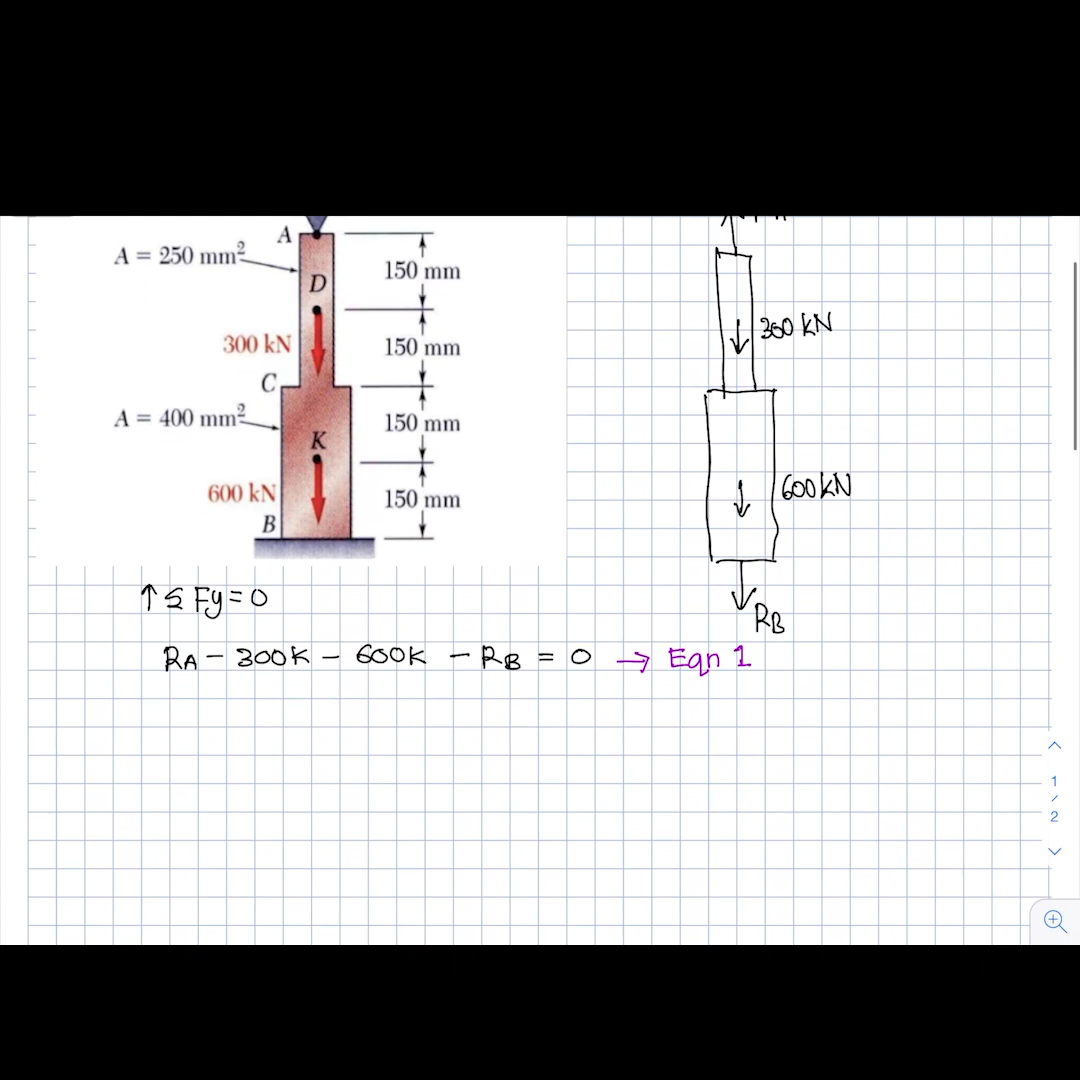 A
A = 250 mm²
150 mm
D
300 kN
150 mm
C
A = 400 mm²
150 mm
K
600 kN
150 mm
B
300 kN
600 kN
RB
↑ Σ Fy = 0
RA − 300K − 600K − RB = 0 → Eqn 1
1
/
2